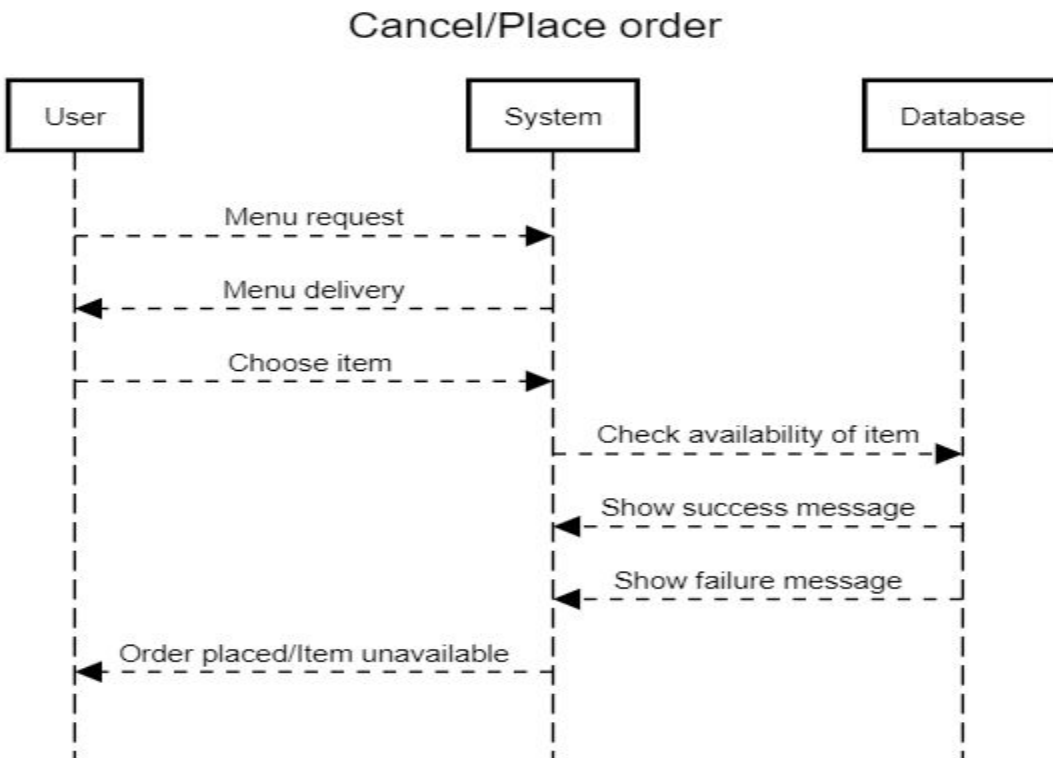 Cancel/Place order
User
System
Database
Menu request
Menu delivery
Choose item
Check availability of item
Show success message
Show failure message
Order placed/Item unavailable